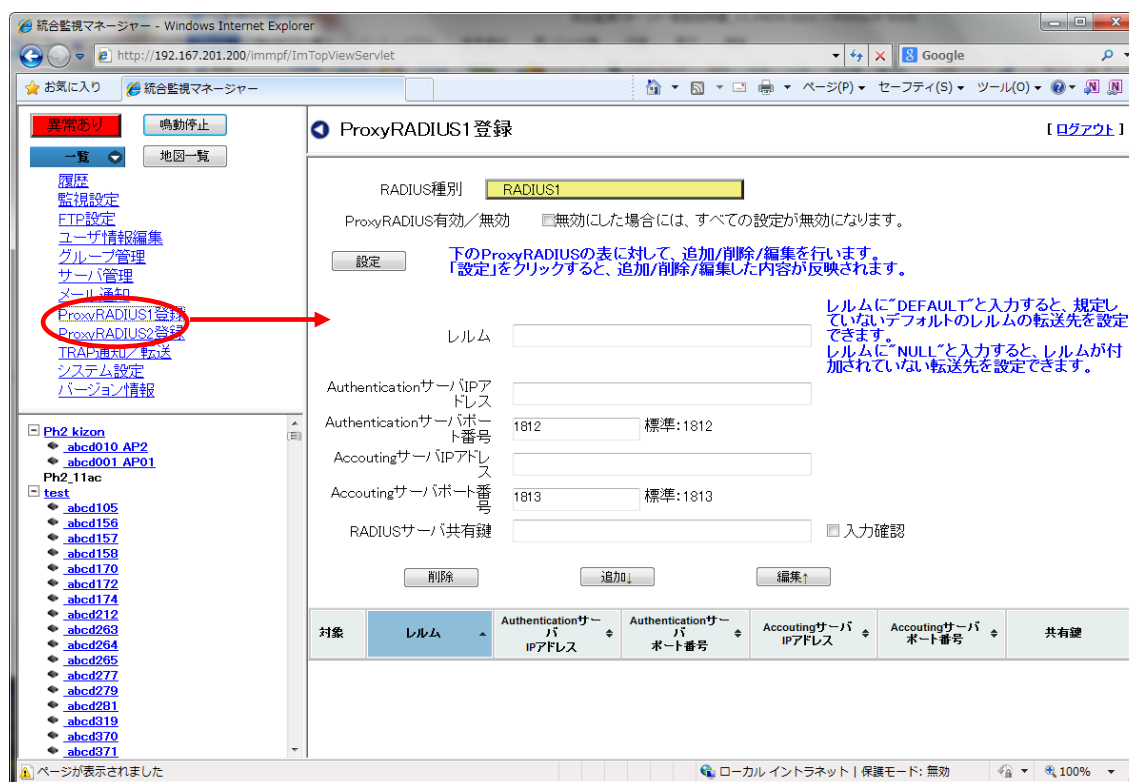 統合監視マネージャー - Windows Internet Explorer
http://192.167.201.200/immpf/ImTopViewServlet
Google
お気に入り
統合監視マネージャー
ページ(P)
セーフティ(S)
ツール(O)
異常あり
鳴動停止
一覧
地図一覧
履歴
監視設定
FTP設定
ユーザ情報編集
グループ管理
サーバ管理
メール通知
ProxyRADIUS1登録
ProxyRADIUS2登録
TRAP通知/転送
システム設定
バージョン情報
Ph2 kizon
abcd010 AP2
abcd001 AP01
Ph2_11ac
test
abcd105
abcd156
abcd157
abcd158
abcd170
abcd172
abcd174
abcd212
abcd263
abcd264
abcd265
abcd277
abcd279
abcd281
abcd319
abcd370
abcd371
ProxyRADIUS1登録
[ ログアウト ]
RADIUS種別
RADIUS1
ProxyRADIUS有効/無効
無効にした場合には、すべての設定が無効になります。
設定
下のProxyRADIUSの表に対して、追加/削除/編集を行います。
「設定」をクリックすると、追加/削除/編集した内容が反映されます。
レルム
レルムに"DEFAULT"と入力すると、規定し
ていないデフォルトのレルムの転送先を設定
できます。
レルムに"NULL"と入力すると、レルムが付
加されていない転送先を設定できます。
AuthenticationサーバIPア
ドレス
Authenticationサーバポー
ト番号
1812
標準:1812
AccoutingサーバIPアドレ
ス
Accoutingサーバポート番
号
1813
標準:1813
RADIUSサーバ共有鍵
入力確認
削除
追加↓
編集↑
対象
レルム
Authenticationサー
バ
IPアドレス
Authenticationサー
バ
ポート番号
Accoutingサーバ
IPアドレス
Accoutingサーバ
ポート番号
共有鍵
ページが表示されました
ローカル イントラネット | 保護モード: 無効
100%